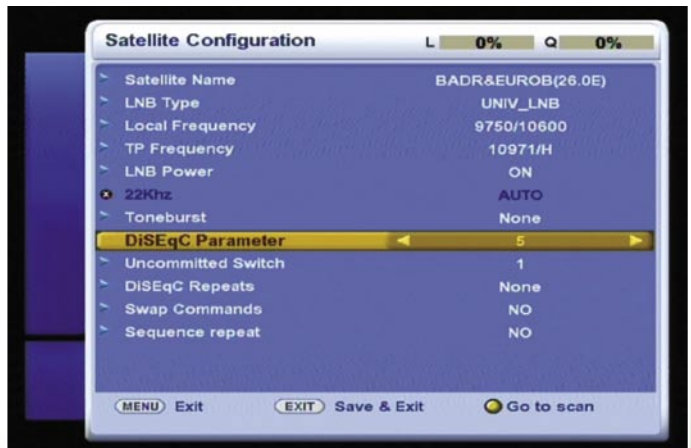 Satellite Configuration L 0% Q 0%
Satellite Name BADR&EUROB(26.0E)
LNB Type UNIV_LNB
Local Frequency 9750/10600
TP Frequency 10971/H
LNB Power ON
22Khz AUTO
Toneburst None
DiSEqC Parameter 5
Uncommitted Switch 1
DiSEqC Repeats None
Swap Commands NO
Sequence repeat NO
MENU Exit EXIT Save & Exit Go to scan